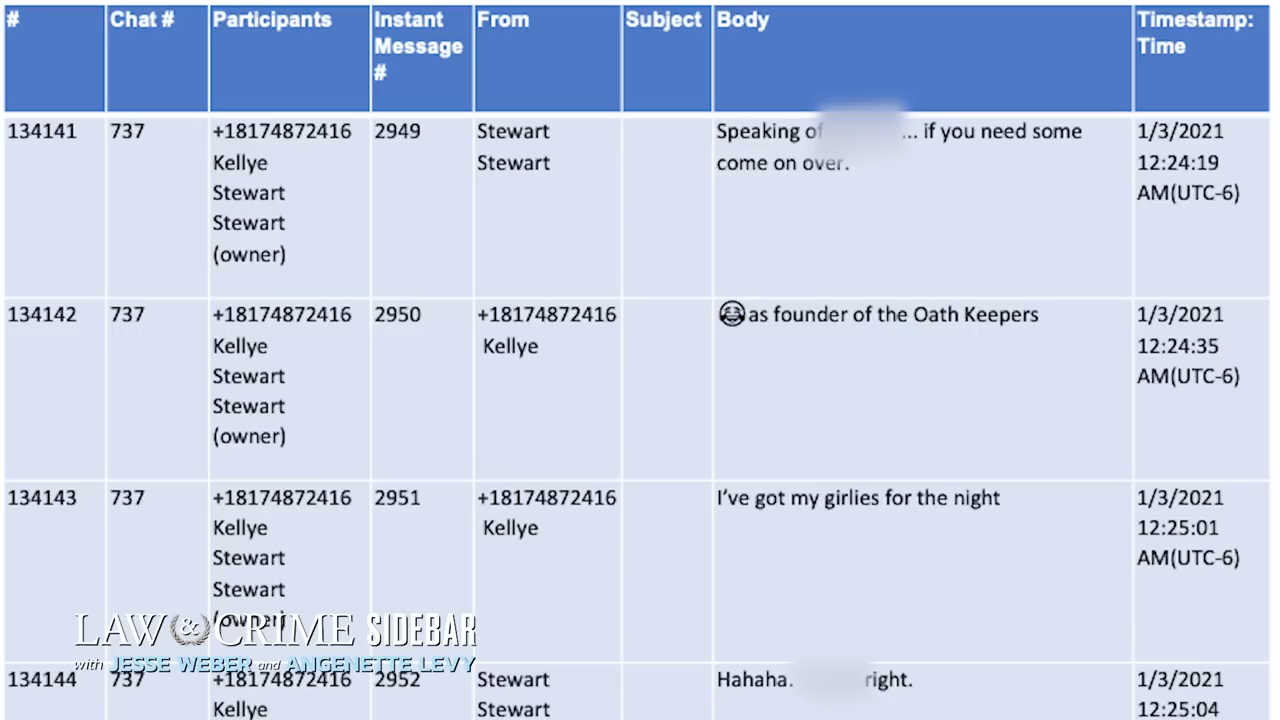 # Chat # Participants Instant From Subject Body Timestamp:
Message Time
#
134141 737 +18174872416 2949 Stewart Speaking of ... if you need some 1/3/2021
Kellye Stewart come on over. 12:24:19
Stewart AM(UTC-6)
Stewart
(owner)
134142 737 +18174872416 2950 +18174872416 😂as founder of the Oath Keepers 1/3/2021
Kellye Kellye 12:24:35
Stewart AM(UTC-6)
Stewart
(owner)
134143 737 +18174872416 2951 +18174872416 I’ve got my girlies for the night 1/3/2021
Kellye Kellye 12:25:01
Stewart AM(UTC-6)
Stewart
(owner)
LAW & CRIME SIDEBAR
with JESSE WEBER and ANGENETTE LEVY
134144 737 +18174872416 2952 Stewart Hahaha. right. 1/3/2021
Kellye Stewart 12:25:04